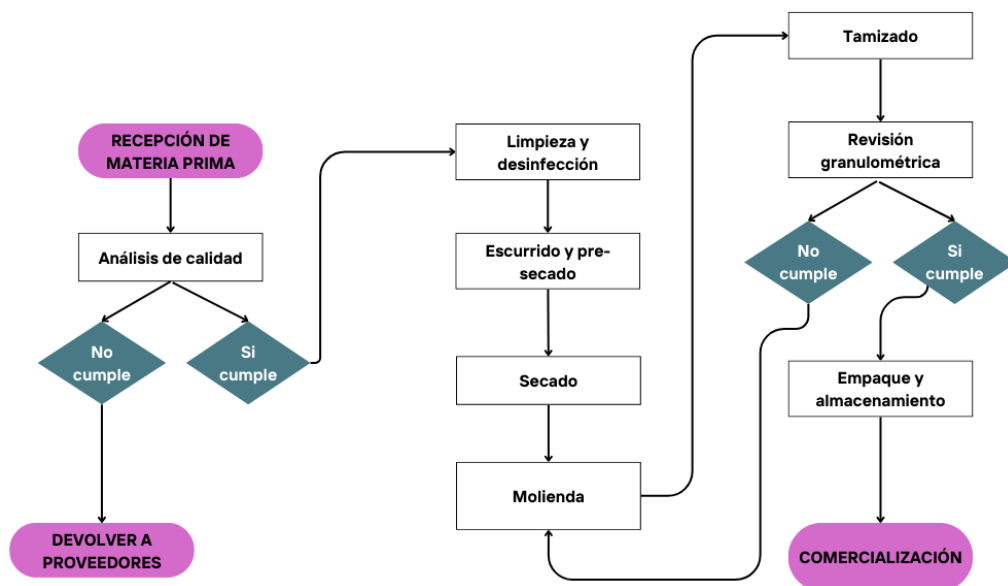 RECEPCIÓN DE
MATERIA PRIMA
Análisis de calidad
No
cumple
Si
cumple
DEVOLVER A
PROVEEDORES
Limpieza y
desinfección
Escurrido y pre-
secado
Secado
Molienda
Tamizado
Revisión
granulométrica
No
cumple
Si
cumple
Empaque y
almacenamiento
COMERCIALIZACIÓN